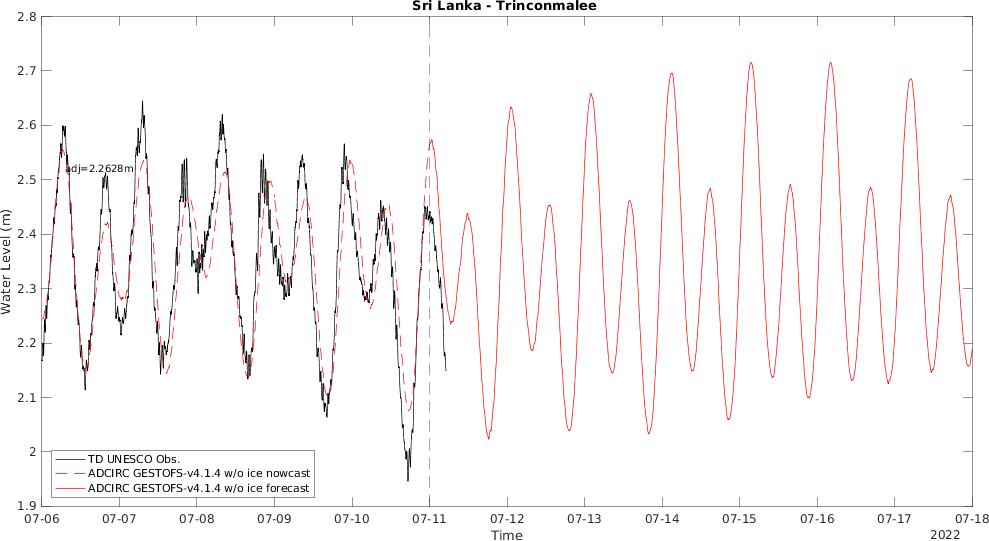 Sri Lanka - Trinconmalee
2.8
2.7
2.6
2.5
2.4
2.3
2.2
2.1
2
1.9
Water Level (m)
adj=2.2628m
TD UNESCO Obs.
ADCIRC GESTOFS-v4.1.4 w/o ice nowcast
ADCIRC GESTOFS-v4.1.4 w/o ice forecast
07-06 07-07 07-08 07-09 07-10 07-11 07-12 07-13 07-14 07-15 07-16 07-17 07-18
Time
2022